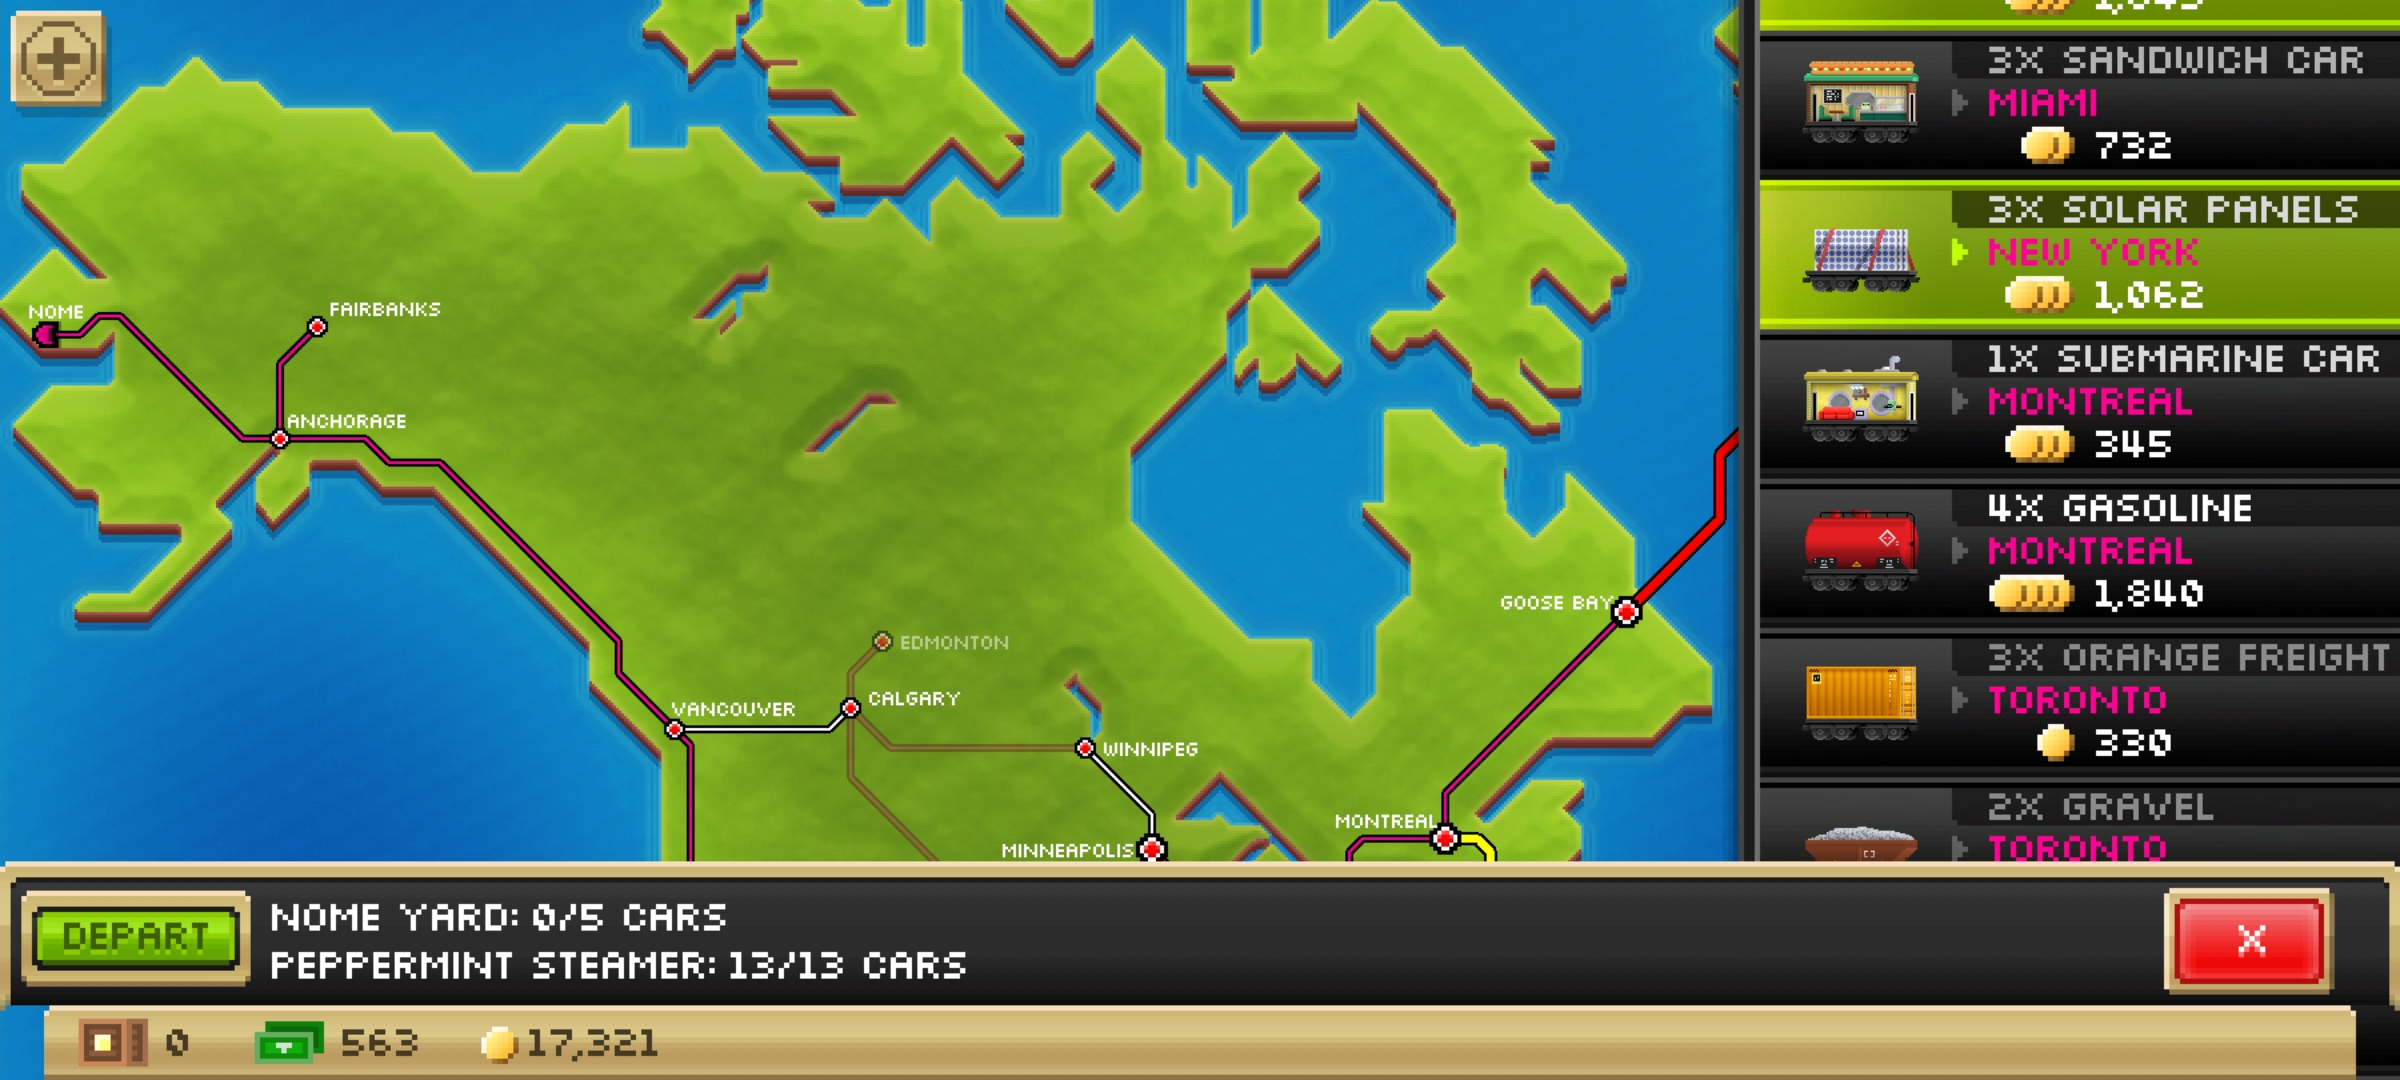 3X SANDWICH CAR
MIAMI
732
3X SOLAR PANELS
NEW YORK
1,062
1X SUBMARINE CAR
MONTREAL
345
4X GASOLINE
MONTREAL
1,840
3X ORANGE FREIGHT
TORONTO
330
2X GRAVEL
TORONTO
NOME
FAIRBANKS
ANCHORAGE
GOOSE BAY
EDMONTON
CALGARY
VANCOUVER
WINNIPEG
MONTREAL
MINNEAPOLIS
DEPART
NOME YARD: 0/5 CARS
PEPPERMINT STEAMER: 13/13 CARS
X
0
563
17,321